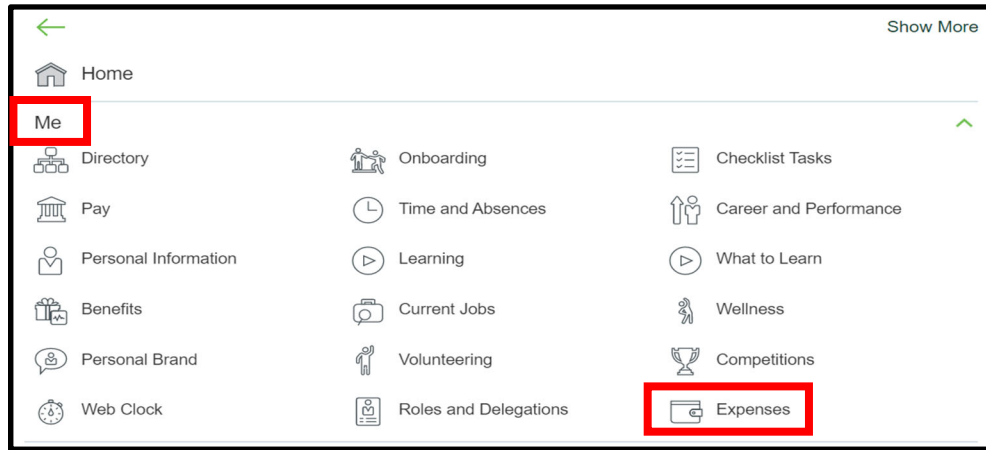 Show More
Home
Me
Directory
Onboarding
Checklist Tasks
Pay
Time and Absences
Career and Performance
Personal Information
Learning
What to Learn
Benefits
Current Jobs
Wellness
Personal Brand
Volunteering
Competitions
Web Clock
Roles and Delegations
Expenses